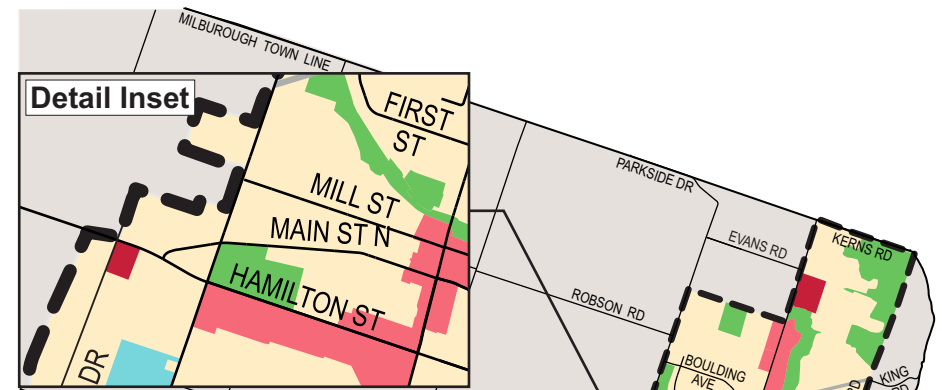 MILBOROUGH TOWN LINE
Detail Inset
FIRST
ST
MILL ST
MAIN ST N
HAMILTON ST
DR
PARKSIDE DR
EVANS RD
KERNS RD
ROBSON RD
BOULDING
AVE
KING